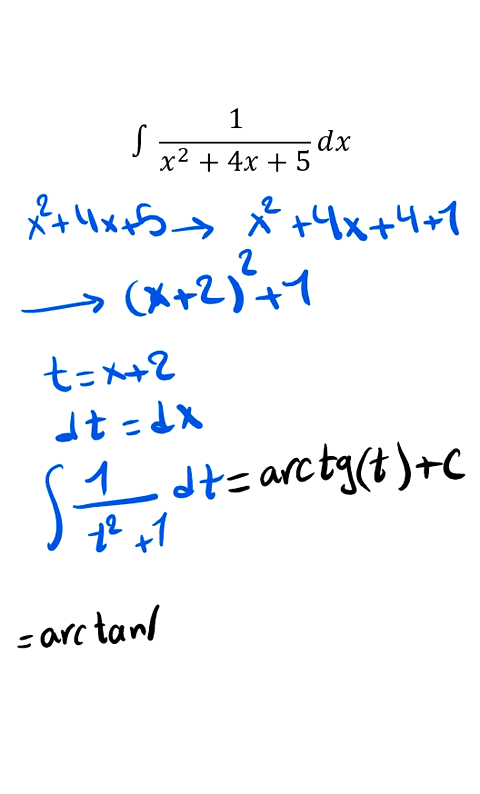 ∫ 1/(x² + 4x + 5) dx
x²+4x+5 → x²+4x+4+1
→ (x+2)²+1
t=x+2
dt=dx
∫ 1/(t²+1) dt = arctg(t)+C
= arctan(